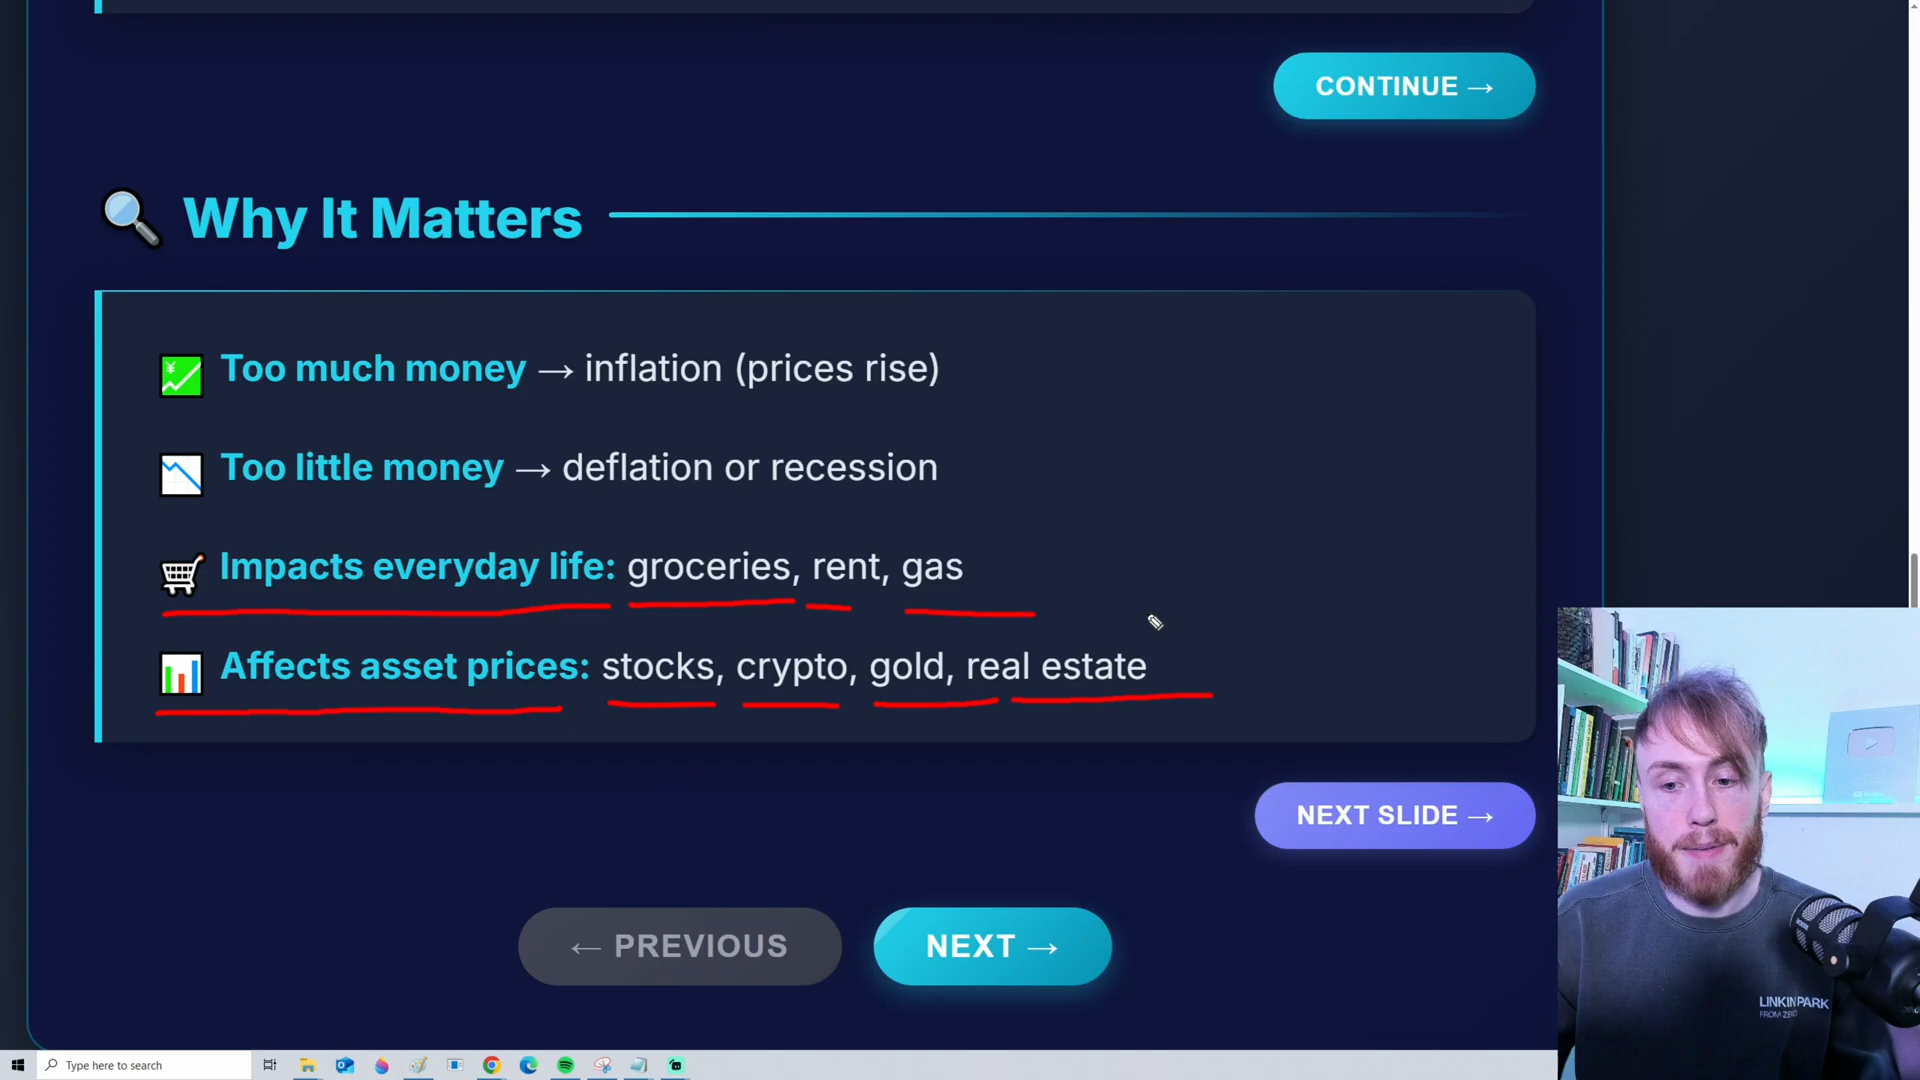 CONTINUE →
Why It Matters
Too much money → inflation (prices rise)
Too little money → deflation or recession
Impacts everyday life: groceries, rent, gas
Affects asset prices: stocks, crypto, gold, real estate
NEXT SLIDE →
← PREVIOUS
NEXT →
LINKIN PARK
FROM ZERO
Type here to search